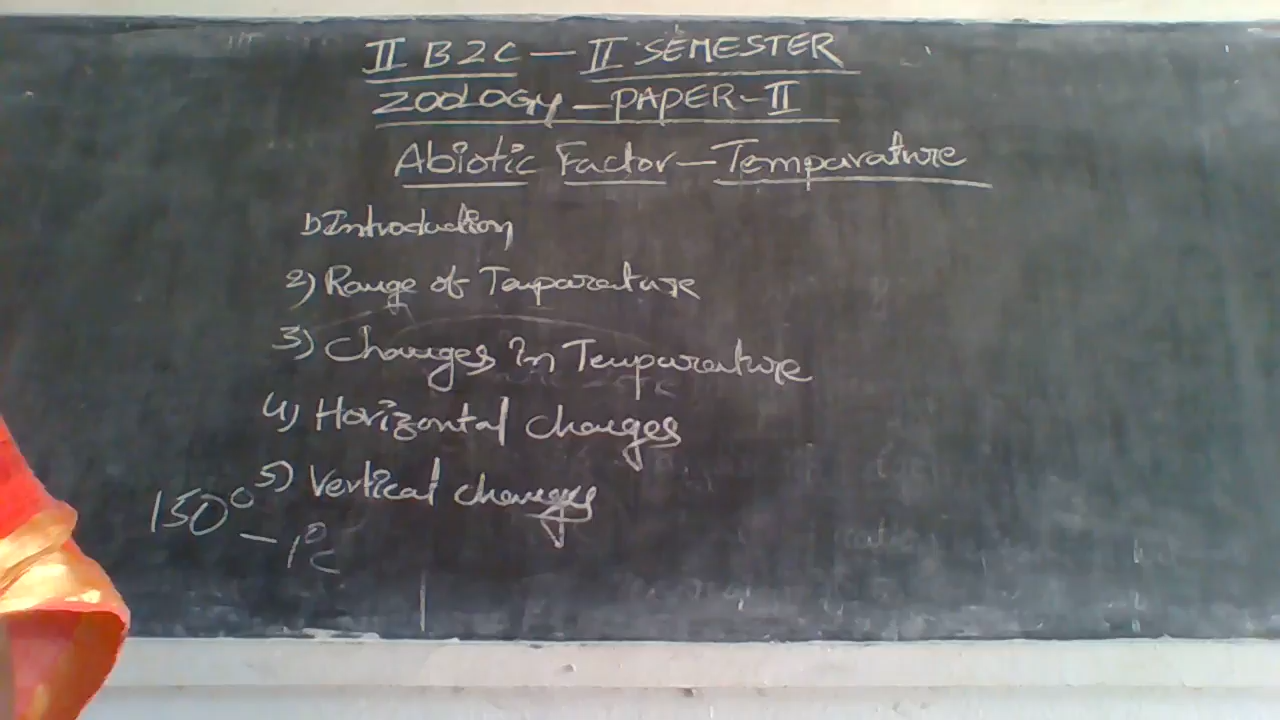 II BZC — II SEMESTER
ZOOLOGY — PAPER - II
Abiotic Factor — Temparature
1) Introduction
2) Range of Temparature
3) Changes In Temparature
4) Horizontal changes
5) Vertical changes
150° — 1°C